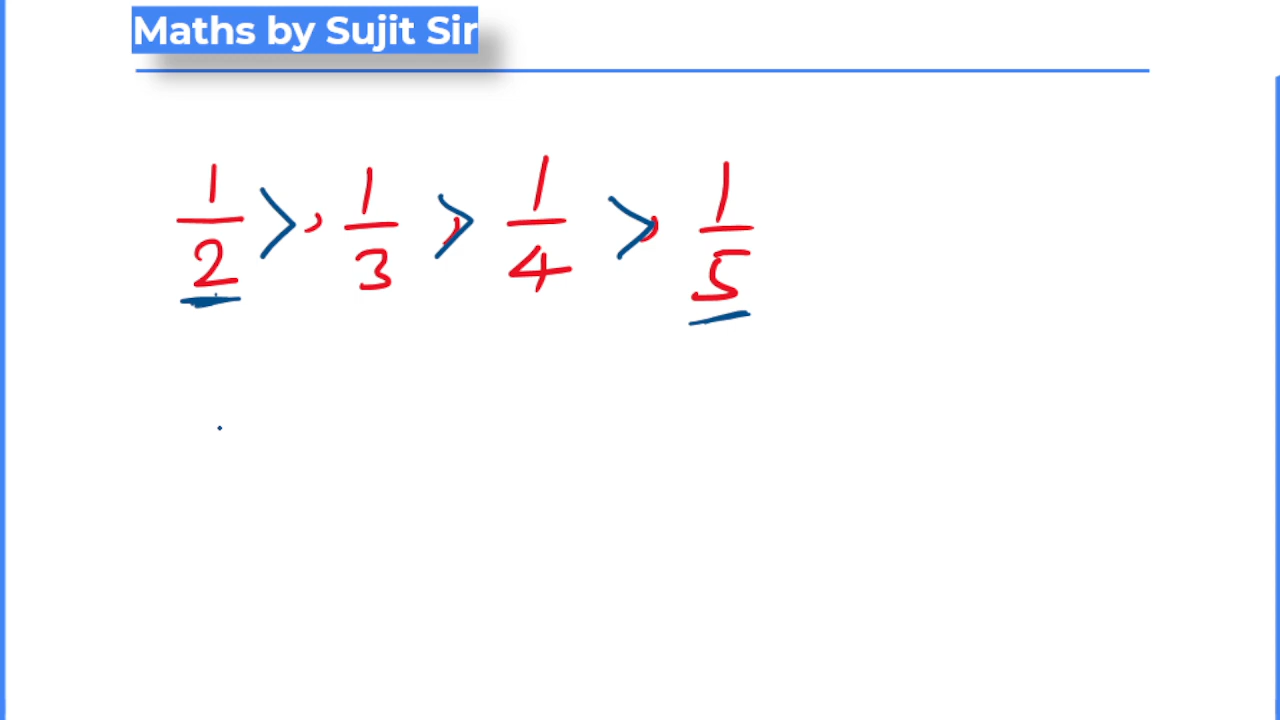 Maths by Sujit Sir
1/2 > , 1/3 > , 1/4 > , 1/5